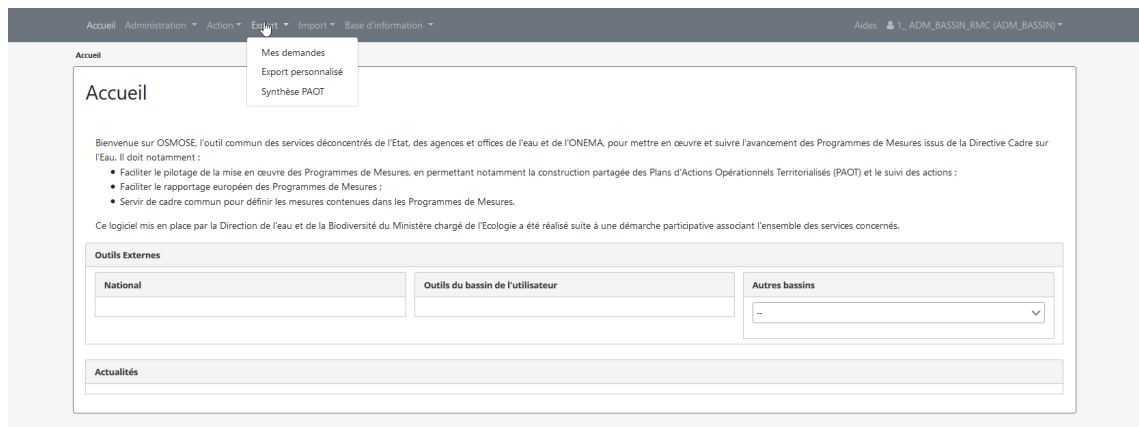 Accueil Administration Action Export Import Base d'information Aides 1_ ADM_BASSIN_RMC (ADM_BASSIN)
Mes demandes
Export personnalisé
Synthèse PAOT
Accueil
Accueil
Bienvenue sur OSMOSE, l'outil commun des services déconcentrés de l'Etat, des agences et offices de l'eau et de l'ONEMA, pour mettre en œuvre et suivre l'avancement des Programmes de Mesures issus de la Directive Cadre sur
l'Eau. Il doit notamment :
• Faciliter le pilotage de la mise en œuvre des Programmes de Mesures, en permettant notamment la construction partagée des Plans d'Actions Opérationnels Territorialisés (PAOT) et le suivi des actions ;
• Faciliter le rapportage européen des Programmes de Mesures ;
• Servir de cadre commun pour définir les mesures contenues dans les Programmes de Mesures.
Ce logiciel mis en place par la Direction de l'eau et de la Biodiversité du Ministère chargé de l'Ecologie a été réalisé suite à une démarche participative associant l'ensemble des services concernés.
Outils Externes
National Outils du bassin de l'utilisateur Autres bassins
--
Actualités